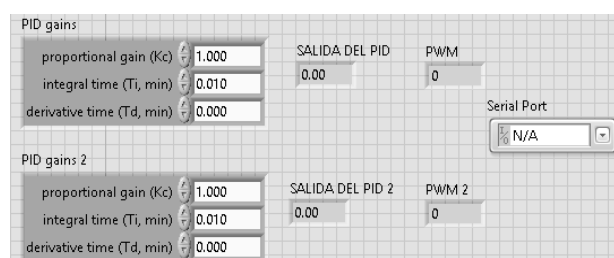 PID gains
proportional gain (Kc) 1.000 SALIDA DEL PID PWM
integral time (Ti, min) 0.010 0.00 0
derivative time (Td, min) 0.000
Serial Port
N/A
PID gains 2
proportional gain (Kc) 1.000 SALIDA DEL PID 2 PWM 2
integral time (Ti, min) 0.010 0.00 0
derivative time (Td, min) 0.000